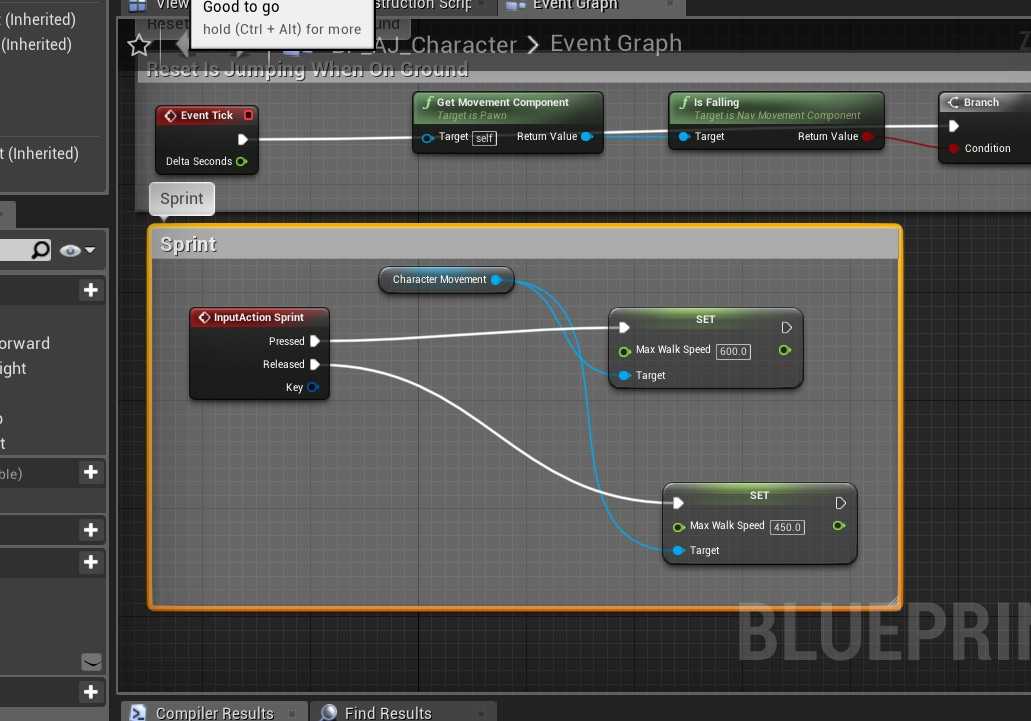 View
Good to go
struction Scrip
Event Graph
hold (Ctrl + Alt) for more
t (Inherited)
(Inherited)
t (Inherited)
_AJ_Character > Event Graph
Reset Is Jumping When On Ground
Event Tick
Delta Seconds
Get Movement Component
Target is Pawn
Target self Return Value
Is Falling
Target is Nav Movement Component
Target Return Value
Branch
Condition
Sprint
Sprint
Character Movement
InputAction Sprint
Pressed
Released
Key
SET
Max Walk Speed 600.0
Target
SET
Max Walk Speed 450.0
Target
orward
ight
t
ble)
BLUEPRIN
Compiler Results
Find Results